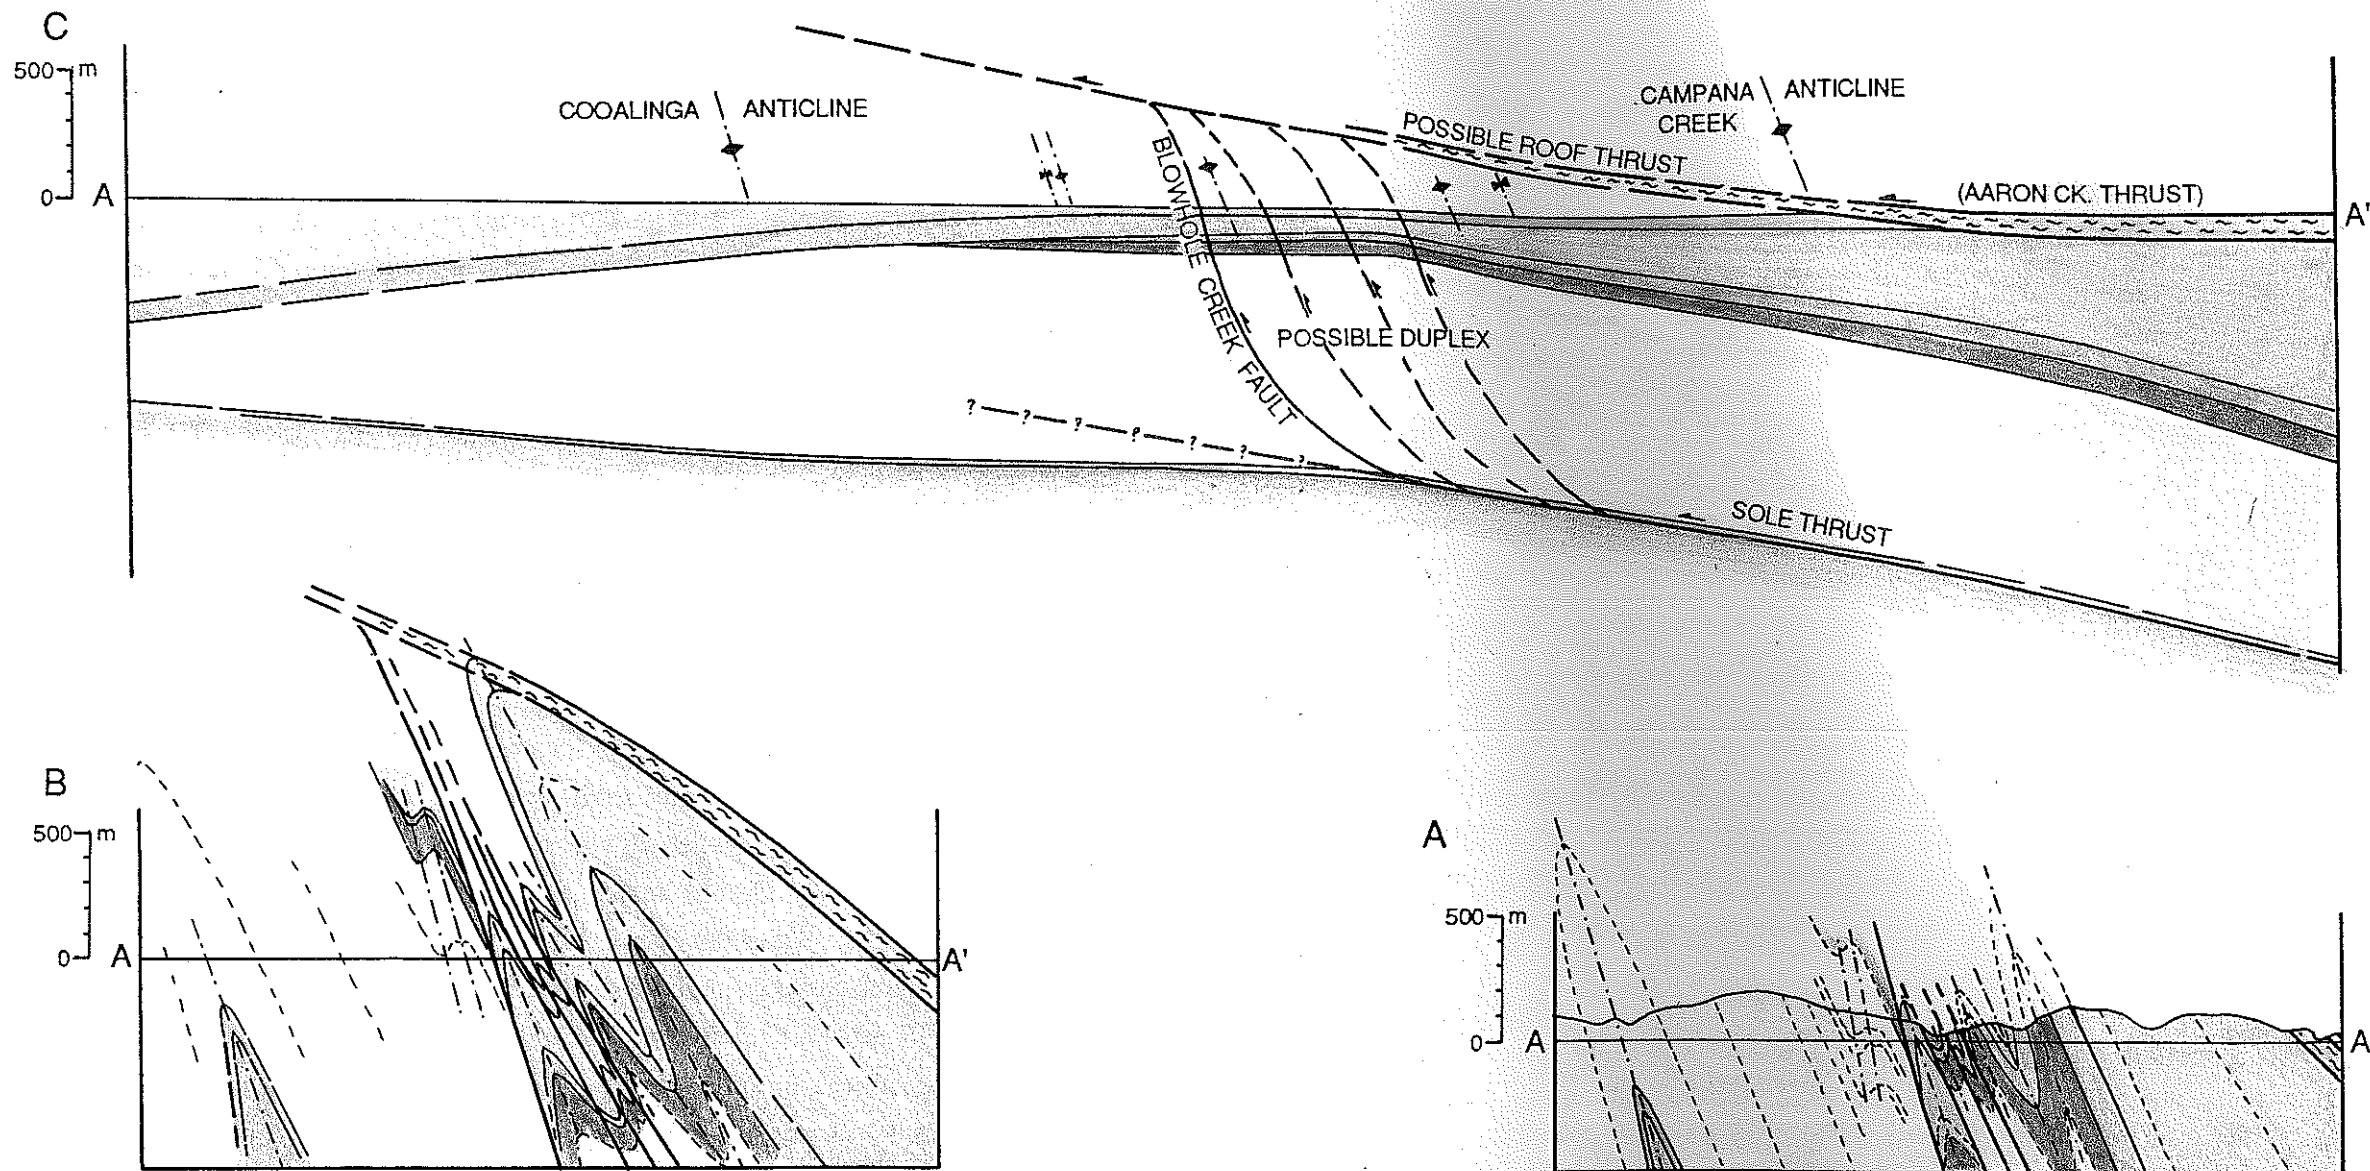 C
500 m
0
A
COOALINGA ANTICLINE
BLOWHOLE CREEK FAULT
POSSIBLE ROOF THRUST
CAMPANA ANTICLINE
CREEK
(AARON CK. THRUST)
A'
POSSIBLE DUPLEX
? ? ? ? ? ? ?
SOLE THRUST
B
500 m
0
A
A'
A
500 m
0
A
A